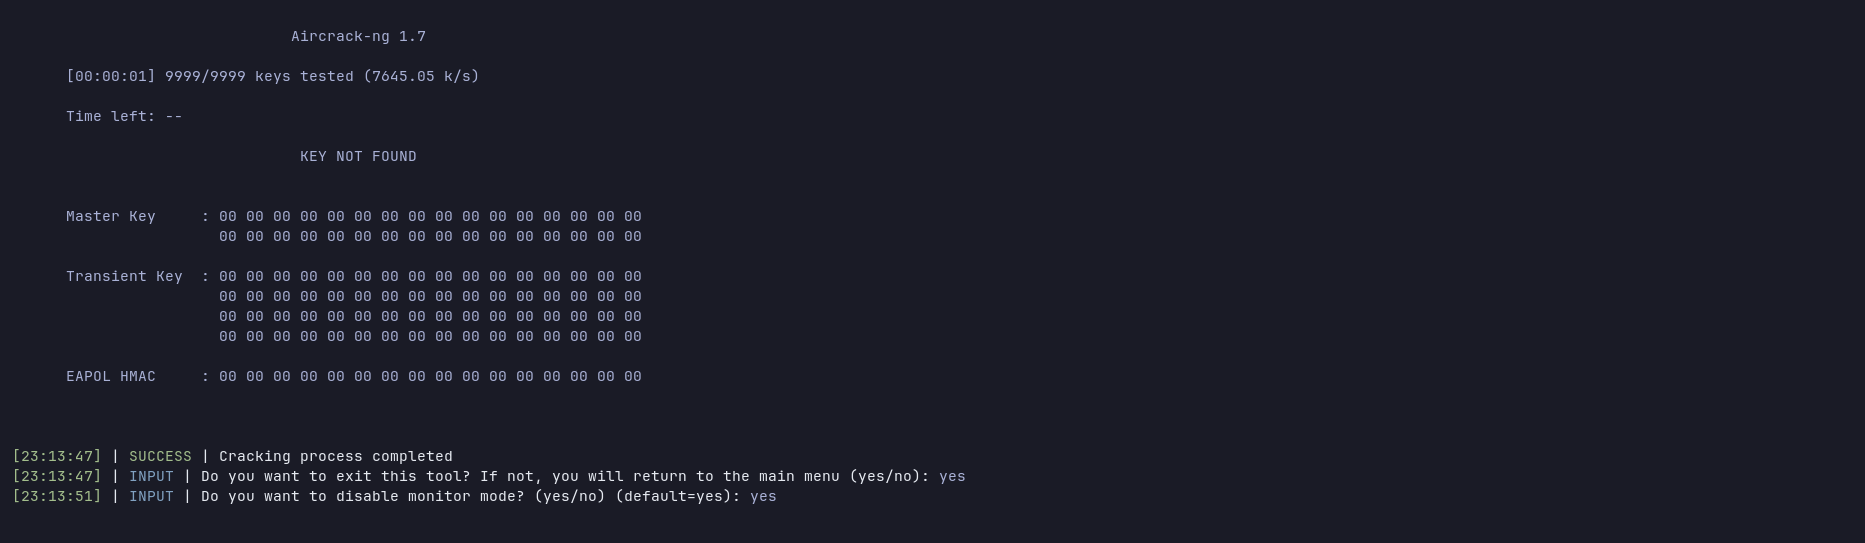 Aircrack-ng 1.7
[00:00:01] 9999/9999 keys tested (7645.05 k/s)
Time left: --
KEY NOT FOUND
Master Key     : 00 00 00 00 00 00 00 00 00 00 00 00 00 00 00 00
00 00 00 00 00 00 00 00 00 00 00 00 00 00 00 00
Transient Key  : 00 00 00 00 00 00 00 00 00 00 00 00 00 00 00 00
00 00 00 00 00 00 00 00 00 00 00 00 00 00 00 00
00 00 00 00 00 00 00 00 00 00 00 00 00 00 00 00
00 00 00 00 00 00 00 00 00 00 00 00 00 00 00 00
EAPOL HMAC     : 00 00 00 00 00 00 00 00 00 00 00 00 00 00 00 00
[23:13:47] | SUCCESS | Cracking process completed
[23:13:47] | INPUT | Do you want to exit this tool? If not, you will return to the main menu (yes/no): yes
[23:13:51] | INPUT | Do you want to disable monitor mode? (yes/no) (default=yes): yes